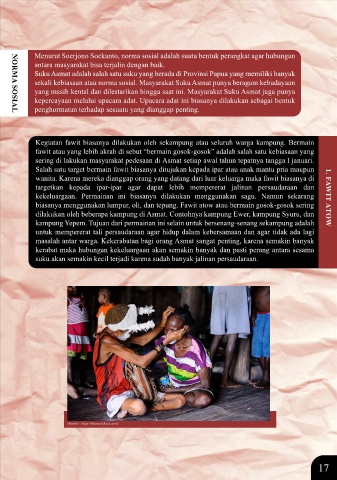 NORMA SOSIAL
Menurut Soerjono Soekanto, norma sosial adalah suatu bentuk perangkat agar hubungan
antara masyarakat bisa terjalin dengan baik.
Suku Asmat adalah salah satu suku yang berada di Provinsi Papua yang memiliki banyak
sekali kebiasaan atau norma sosial. Masyarakat Suku Asmat punya beragam kebudayaan
yang masih kental dan dilestarikan hingga saat ini. Masyarakat Suku Asmat juga punya
kepercayaan melalui upacara adat. Upacara adat ini biasanya dilakukan sebagai bentuk
penghormatan terhadap sesuatu yang dianggap penting.
1. FAWIT ATOW
Kegiatan fawit biasanya dilakukan oleh sekampung atau seluruh warga kampung. Bermain
fawit atau yang lebih akrab di sebut “bermain gosok-gosok” adalah salah satu kebiasaan yang
sering di lakukan masyarakat pedesaan di Asmat setiap awal tahun tepatnya tangga 1 januari.
Salah satu target bermain fawit biasanya ditujukan kepada ipar atau anak mantu pria maupun
wanita. Karena mereka dianggap orang yang datang dari luar keluarga maka fawit biasanya di
targetkan kepada ipar-ipar agar dapat lebih mempererat jalinan persaudaraan dan
kekeluargaan. Permainan ini biasanya dilakukan menggunakan sagu. Namun sekarang
biasanya menggunakan lumpur, oli, dan tepung. Fawit atow atau bermain gosok-gosok sering
dilakukan oleh beberapa kampung di Asmat. Contohnya kampung Ewer, kampung Syuru, dan
kampung Yepem. Tujuan dari permainan ini selain untuk bersenang-senang sekampung adalah
untuk mempererat tali persaudaraan agar hidup dalam kebersamaan dan agar tidak ada lagi
masalah antar warga. Kekerabatan bagi orang Asmat sangat penting, karena semakin banyak
kerabat maka hubungan kekeluargaan akan semakin banyak dan pasti perang antara sesama
suku akan semakin kecil terjadi karena sudah banyak jalinan persaudaraan.
17